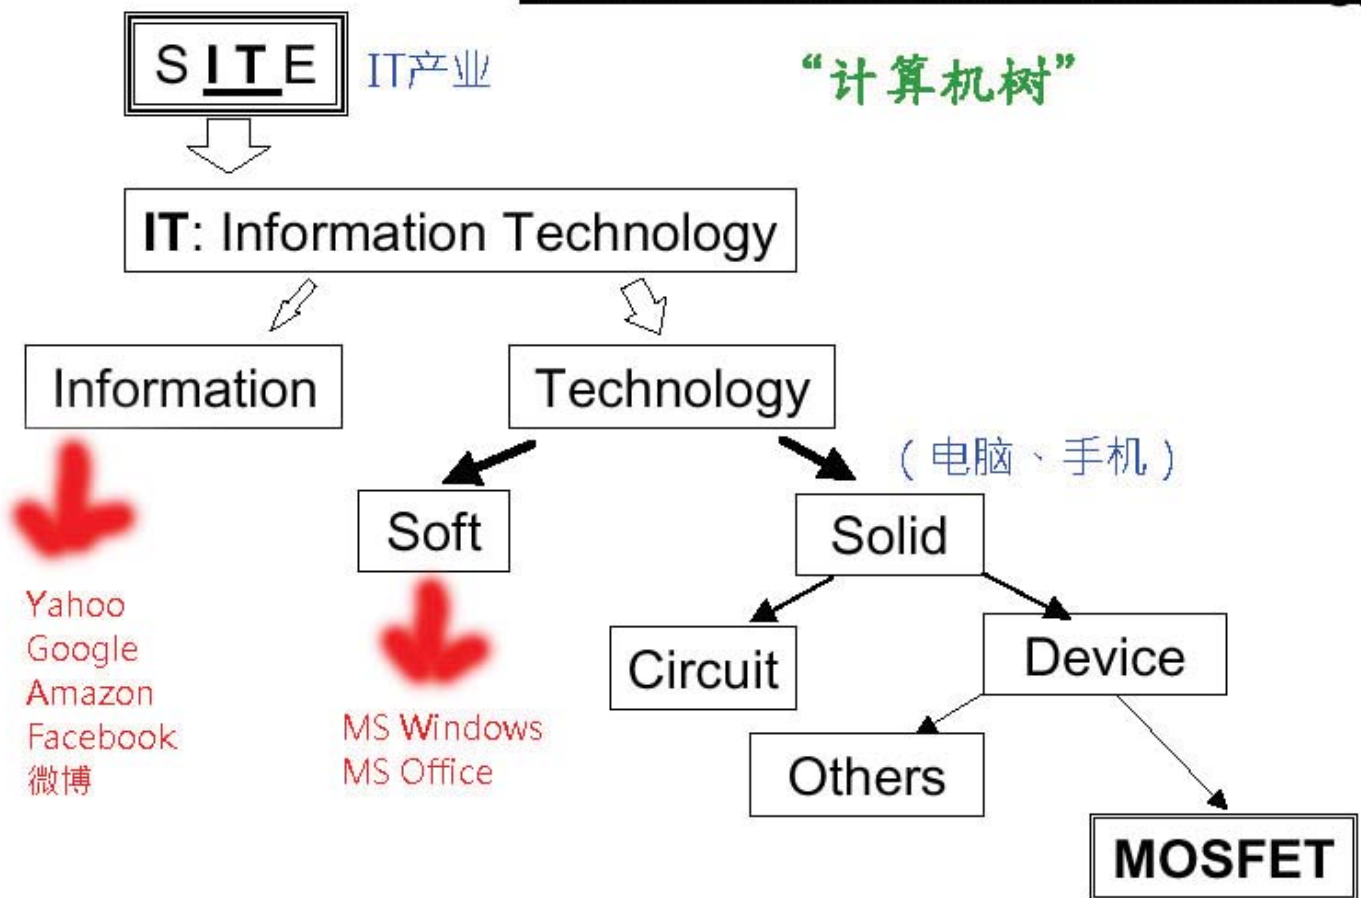 SITE IT产业
“计算机树”
IT: Information Technology
Information
Technology
(电脑、手机)
Soft
Solid
Yahoo
Google
Amazon
Facebook
微博
MS Windows
MS Office
Circuit
Device
Others
MOSFET